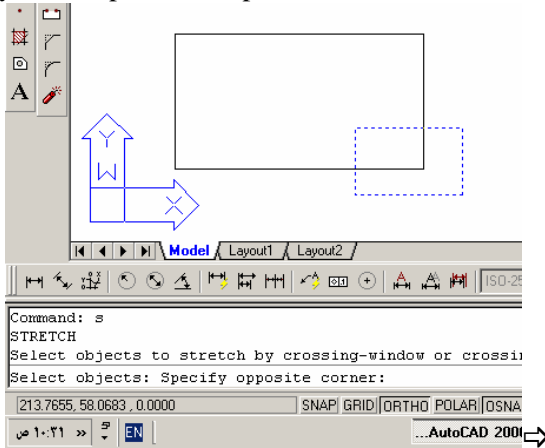 A
Y
W
X
Model Layout1 Layout2
ISO-25
Command: s
STRETCH
Select objects to stretch by crossing-window or crossin
Select objects: Specify opposite corner:
213.7655, 58.0683 , 0.0000 SNAP GRID ORTHO POLAR OSNA
١٠:٣١ ص EN ...AutoCAD 200